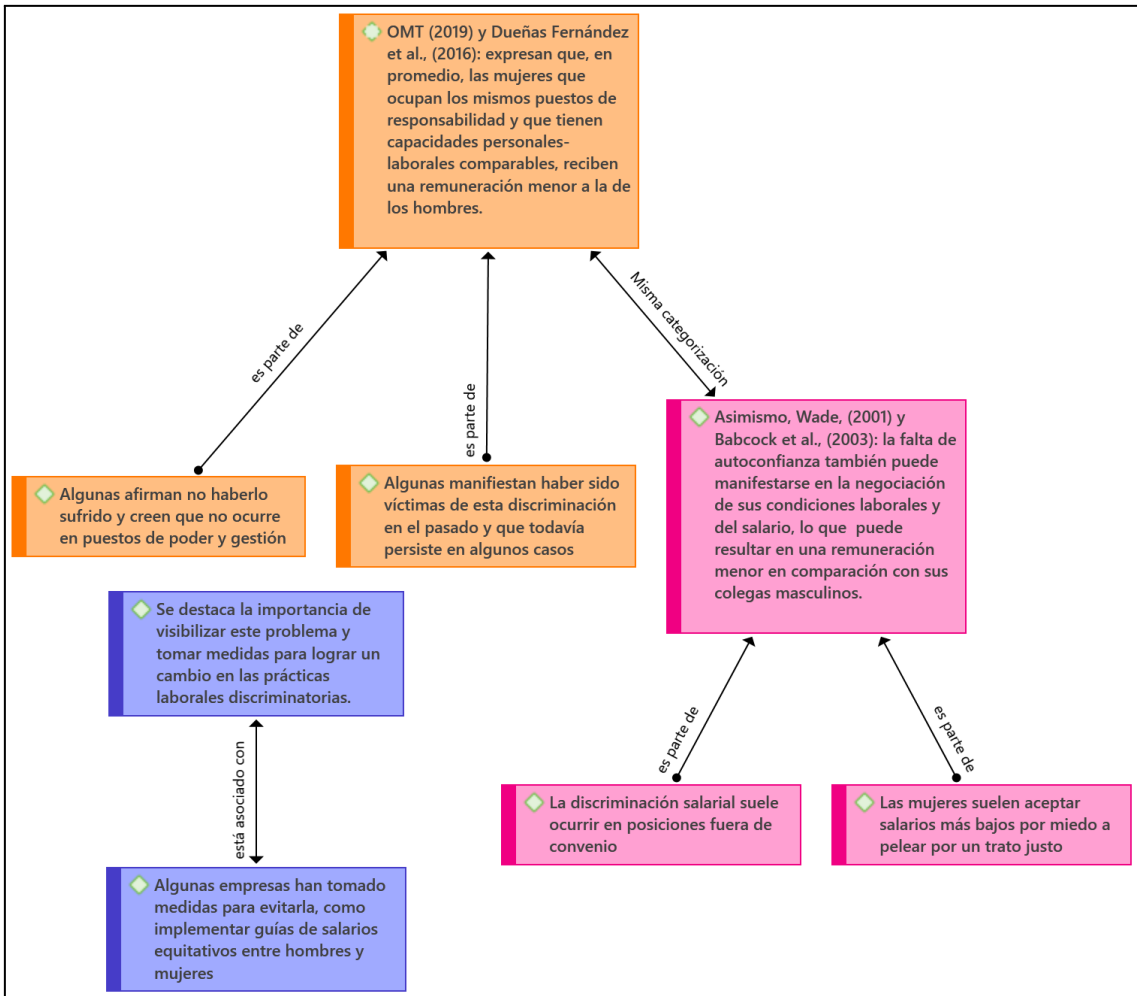 OMT (2019) y Dueñas Fernández
et al., (2016): expresan que, en
promedio, las mujeres que
ocupan los mismos puestos de
responsabilidad y que tienen
capacidades personales-
laborales comparables, reciben
una remuneración menor a la de
los hombres.
es parte de
es parte de
Misma categorización
Asimismo, Wade, (2001) y
Babcock et al., (2003): la falta de
autoconfianza también puede
manifestarse en la negociación
de sus condiciones laborales y
del salario, lo que puede
resultar en una remuneración
menor en comparación con sus
colegas masculinos.
Algunas afirman no haberlo
sufrido y creen que no ocurre
en puestos de poder y gestión
Algunas manifiestan haber sido
víctimas de esta discriminación
en el pasado y que todavía
persiste en algunos casos
Se destaca la importancia de
visibilizar este problema y
tomar medidas para lograr un
cambio en las prácticas
laborales discriminatorias.
está asociado con
es parte de
es parte de
La discriminación salarial suele
ocurrir en posiciones fuera de
convenio
Las mujeres suelen aceptar
salarios más bajos por miedo a
pelear por un trato justo
Algunas empresas han tomado
medidas para evitarla, como
implementar guías de salarios
equitativos entre hombres y
mujeres